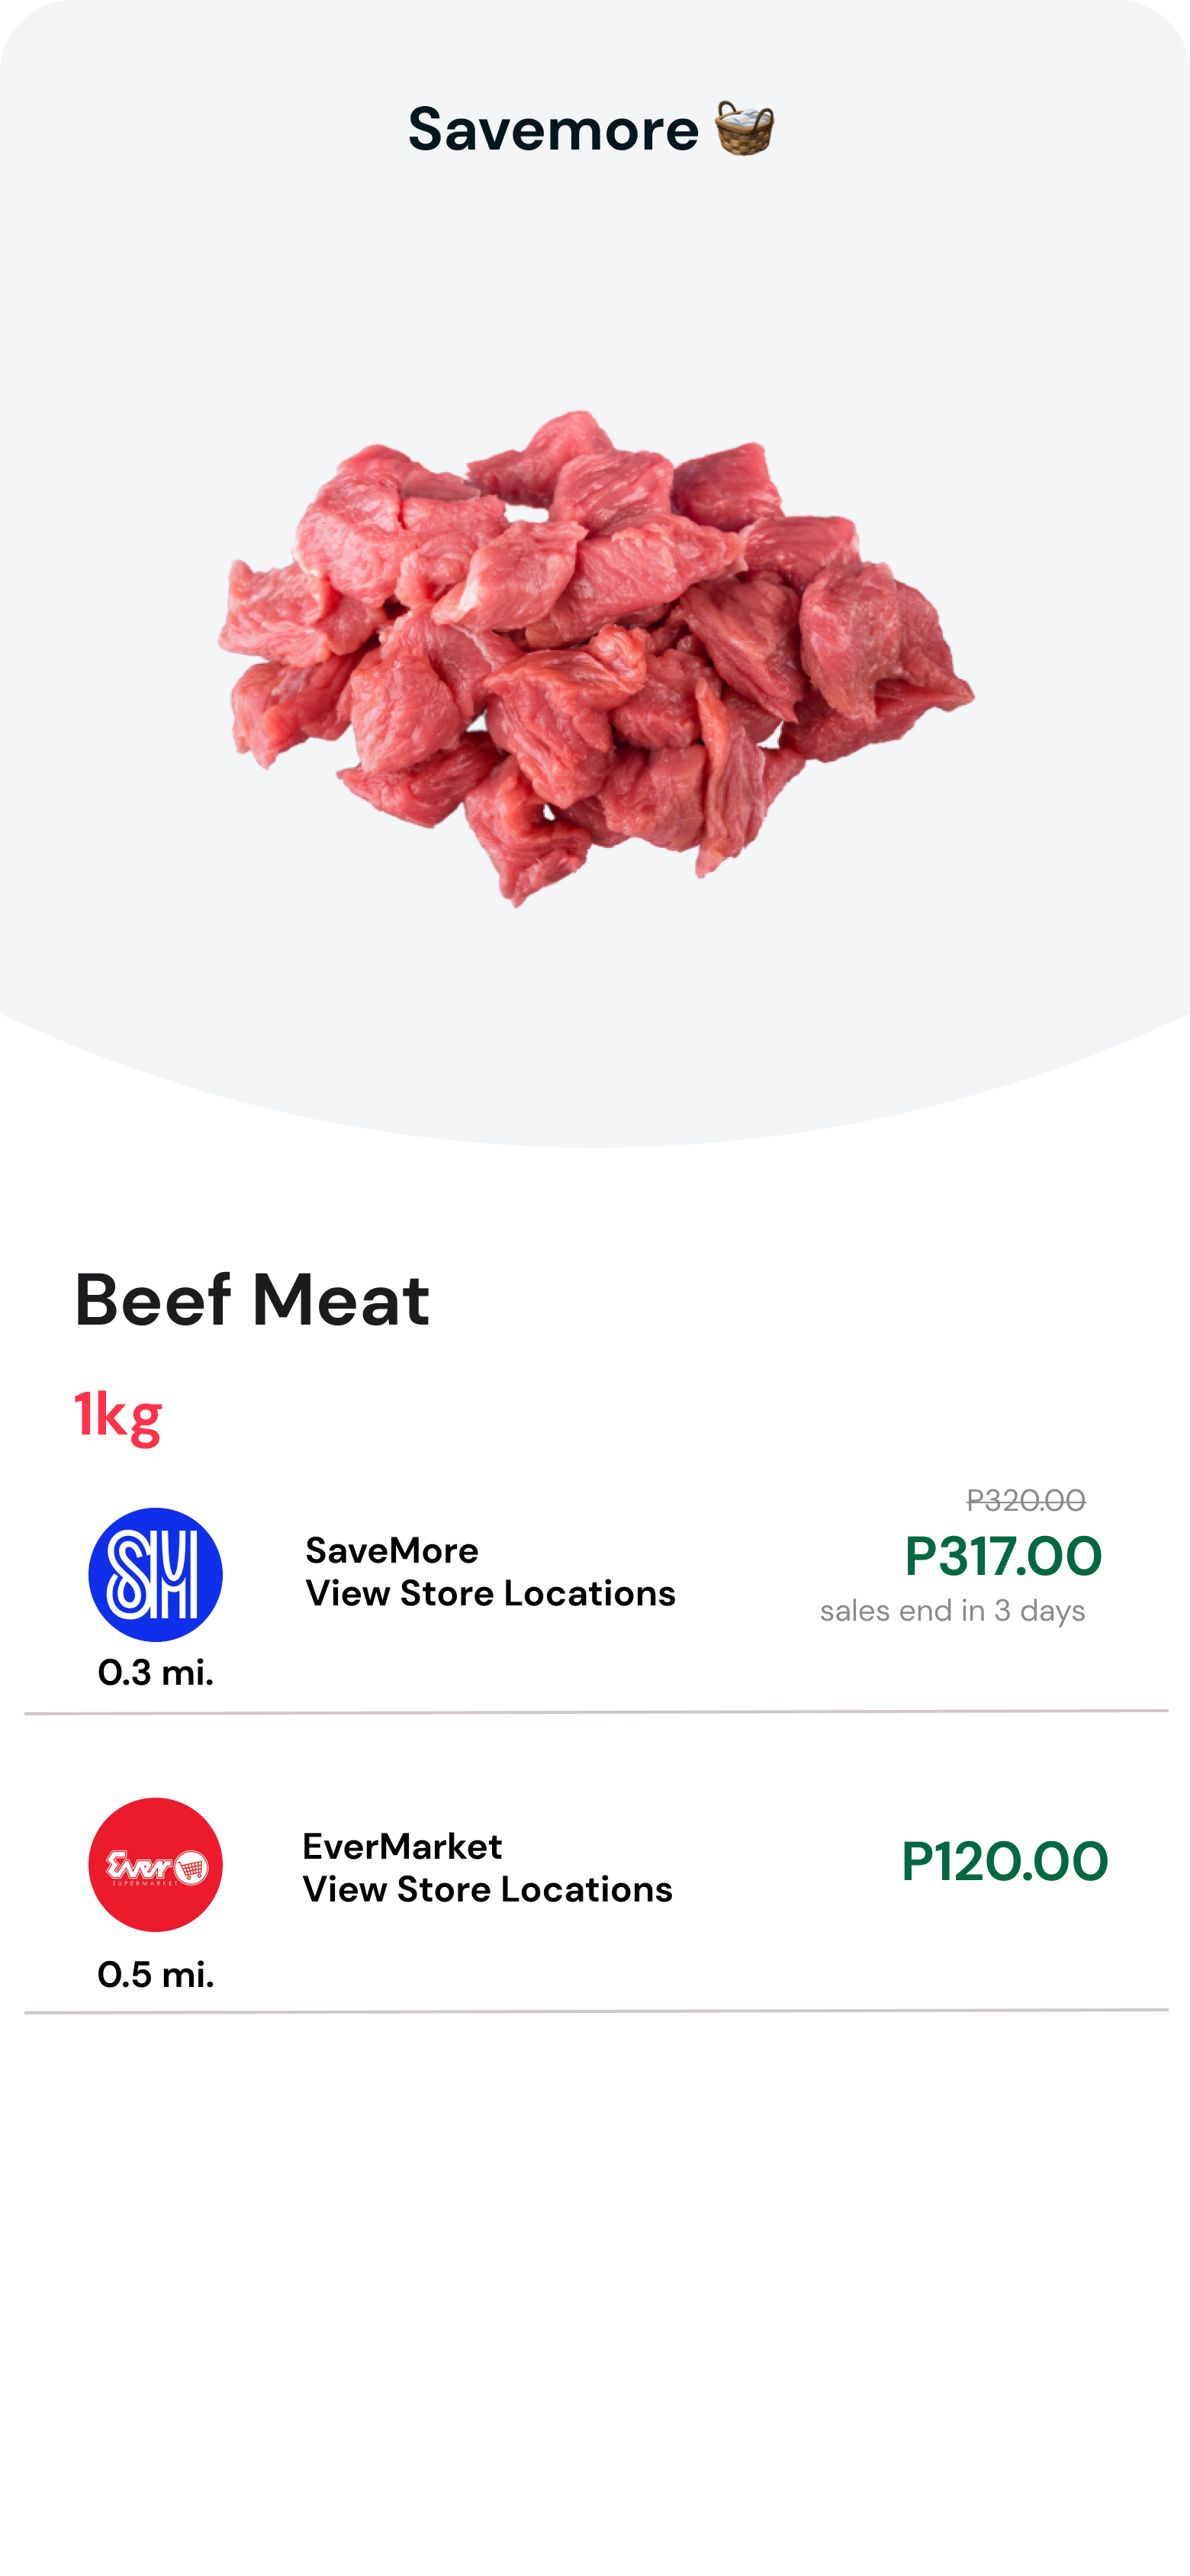 Savemore
Beef Meat
1kg
P320.00
SM
SaveMore
P317.00
View Store Locations
sales end in 3 days
0.3 mi.
Ever
SUPERMARKET
EverMarket
P120.00
View Store Locations
0.5 mi.